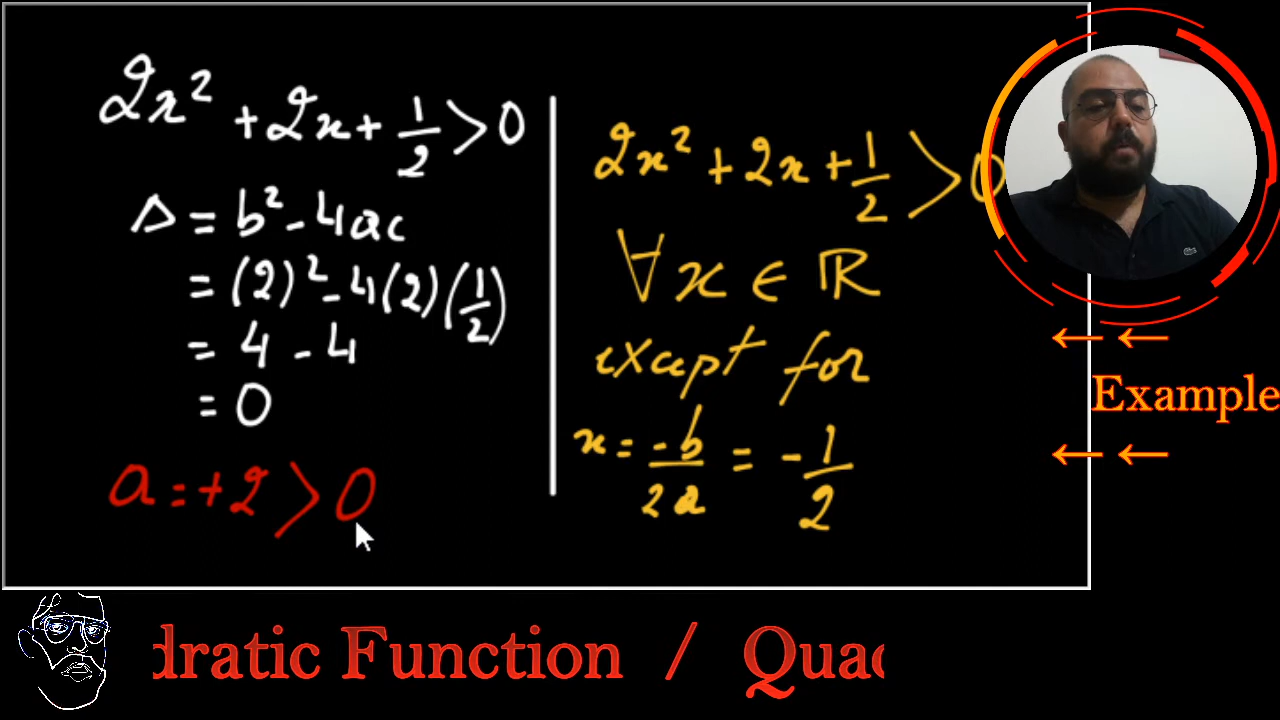 2x² + 2x + 1/2 > 0
Δ = b² - 4ac
= (2)² - 4(2)(1/2)
= 4 - 4
= 0
a = +2 > 0
2x² + 2x + 1/2 > 0
∀ x ∈ ℝ
except for
x = -b/2a = -1/2
← ←
Example
← ←
dratic Function / Quad